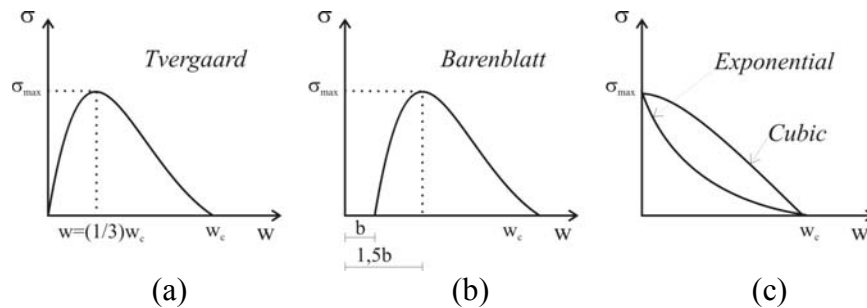 σ
Tvergaard
σmax
w=(1/3)wc
wc
w
(a)
σ
Barenblatt
σmax
b
1,5b
wc
w
(b)
σ
Exponential
σmax
Cubic
wc
w
(c)